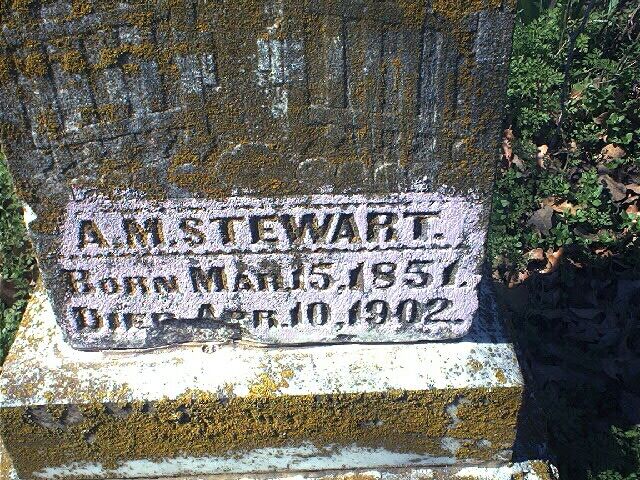 A.M. STEWART.
BORN MAR. 15, 1851.
DIED APR. 10, 1902.